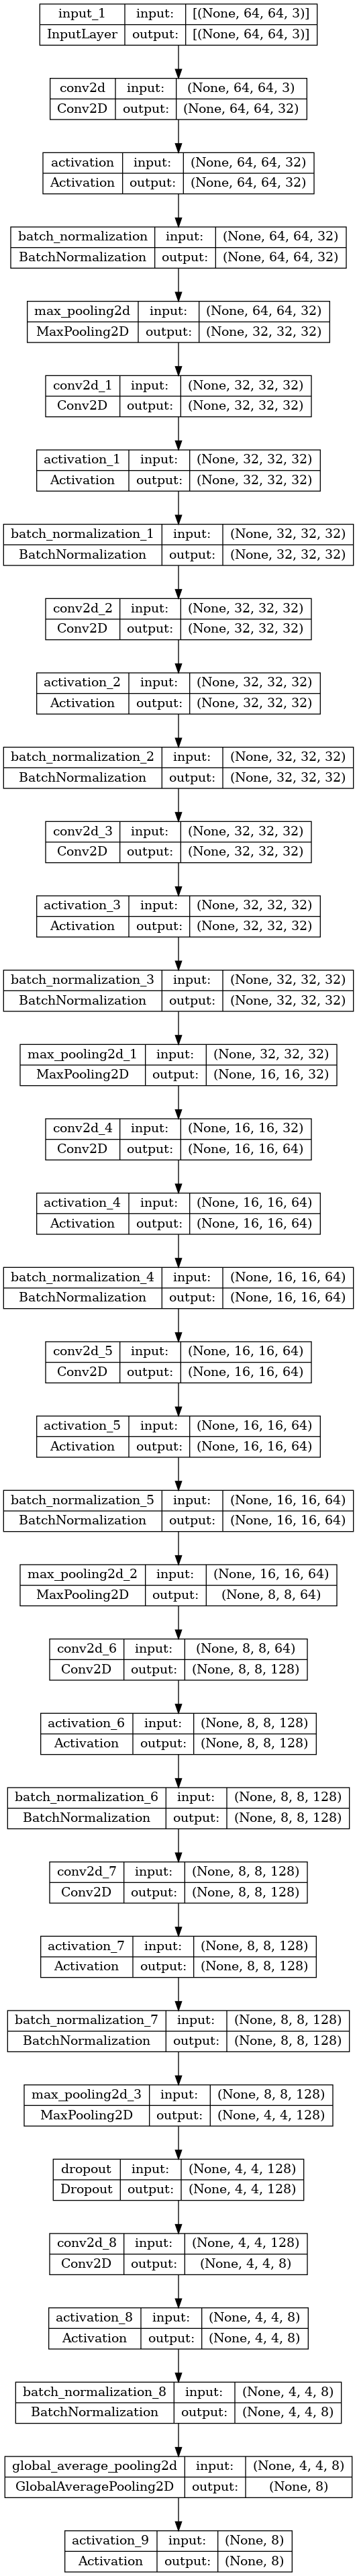 input_1 input: [(None, 64, 64, 3)]
InputLayer output: [(None, 64, 64, 3)]
conv2d input: (None, 64, 64, 3)
Conv2D output: (None, 64, 64, 32)
activation input: (None, 64, 64, 32)
Activation output: (None, 64, 64, 32)
batch_normalization input: (None, 64, 64, 32)
BatchNormalization output: (None, 64, 64, 32)
max_pooling2d input: (None, 64, 64, 32)
MaxPooling2D output: (None, 32, 32, 32)
conv2d_1 input: (None, 32, 32, 32)
Conv2D output: (None, 32, 32, 32)
activation_1 input: (None, 32, 32, 32)
Activation output: (None, 32, 32, 32)
batch_normalization_1 input: (None, 32, 32, 32)
BatchNormalization output: (None, 32, 32, 32)
conv2d_2 input: (None, 32, 32, 32)
Conv2D output: (None, 32, 32, 32)
activation_2 input: (None, 32, 32, 32)
Activation output: (None, 32, 32, 32)
batch_normalization_2 input: (None, 32, 32, 32)
BatchNormalization output: (None, 32, 32, 32)
conv2d_3 input: (None, 32, 32, 32)
Conv2D output: (None, 32, 32, 32)
activation_3 input: (None, 32, 32, 32)
Activation output: (None, 32, 32, 32)
batch_normalization_3 input: (None, 32, 32, 32)
BatchNormalization output: (None, 32, 32, 32)
max_pooling2d_1 input: (None, 32, 32, 32)
MaxPooling2D output: (None, 16, 16, 32)
conv2d_4 input: (None, 16, 16, 32)
Conv2D output: (None, 16, 16, 64)
activation_4 input: (None, 16, 16, 64)
Activation output: (None, 16, 16, 64)
batch_normalization_4 input: (None, 16, 16, 64)
BatchNormalization output: (None, 16, 16, 64)
conv2d_5 input: (None, 16, 16, 64)
Conv2D output: (None, 16, 16, 64)
activation_5 input: (None, 16, 16, 64)
Activation output: (None, 16, 16, 64)
batch_normalization_5 input: (None, 16, 16, 64)
BatchNormalization output: (None, 16, 16, 64)
max_pooling2d_2 input: (None, 16, 16, 64)
MaxPooling2D output: (None, 8, 8, 64)
conv2d_6 input: (None, 8, 8, 64)
Conv2D output: (None, 8, 8, 128)
activation_6 input: (None, 8, 8, 128)
Activation output: (None, 8, 8, 128)
batch_normalization_6 input: (None, 8, 8, 128)
BatchNormalization output: (None, 8, 8, 128)
conv2d_7 input: (None, 8, 8, 128)
Conv2D output: (None, 8, 8, 128)
activation_7 input: (None, 8, 8, 128)
Activation output: (None, 8, 8, 128)
batch_normalization_7 input: (None, 8, 8, 128)
BatchNormalization output: (None, 8, 8, 128)
max_pooling2d_3 input: (None, 8, 8, 128)
MaxPooling2D output: (None, 4, 4, 128)
dropout input: (None, 4, 4, 128)
Dropout output: (None, 4, 4, 128)
conv2d_8 input: (None, 4, 4, 128)
Conv2D output: (None, 4, 4, 8)
activation_8 input: (None, 4, 4, 8)
Activation output: (None, 4, 4, 8)
batch_normalization_8 input: (None, 4, 4, 8)
BatchNormalization output: (None, 4, 4, 8)
global_average_pooling2d input: (None, 4, 4, 8)
GlobalAveragePooling2D output: (None, 8)
activation_9 input: (None, 8)
Activation output: (None, 8)